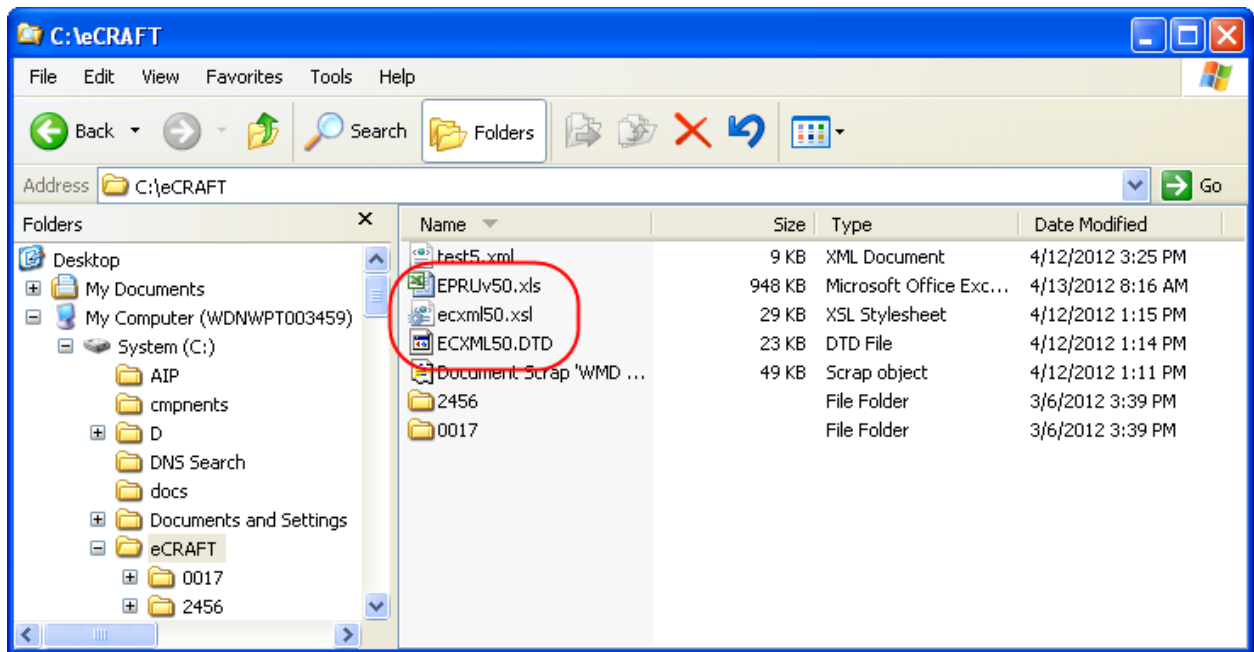 C:\eCRAFT
File Edit View Favorites Tools Help
Back Search Folders
Address C:\eCRAFT Go
Folders Name Size Type Date Modified
Desktop test5.xml 9 KB XML Document 4/12/2012 3:25 PM
My Documents EPRUv50.xls 948 KB Microsoft Office Exc... 4/13/2012 8:16 AM
My Computer (WDNWPT003459) ecxml50.xsl 29 KB XSL Stylesheet 4/12/2012 1:15 PM
System (C:) ECXML50.DTD 23 KB DTD File 4/12/2012 1:14 PM
AIP Document Scrap 'WMD ... 49 KB Scrap object 4/12/2012 1:11 PM
cmpnents 2456 File Folder 3/6/2012 3:39 PM
D 0017 File Folder 3/6/2012 3:39 PM
DNS Search
docs
Documents and Settings
eCRAFT
0017
2456